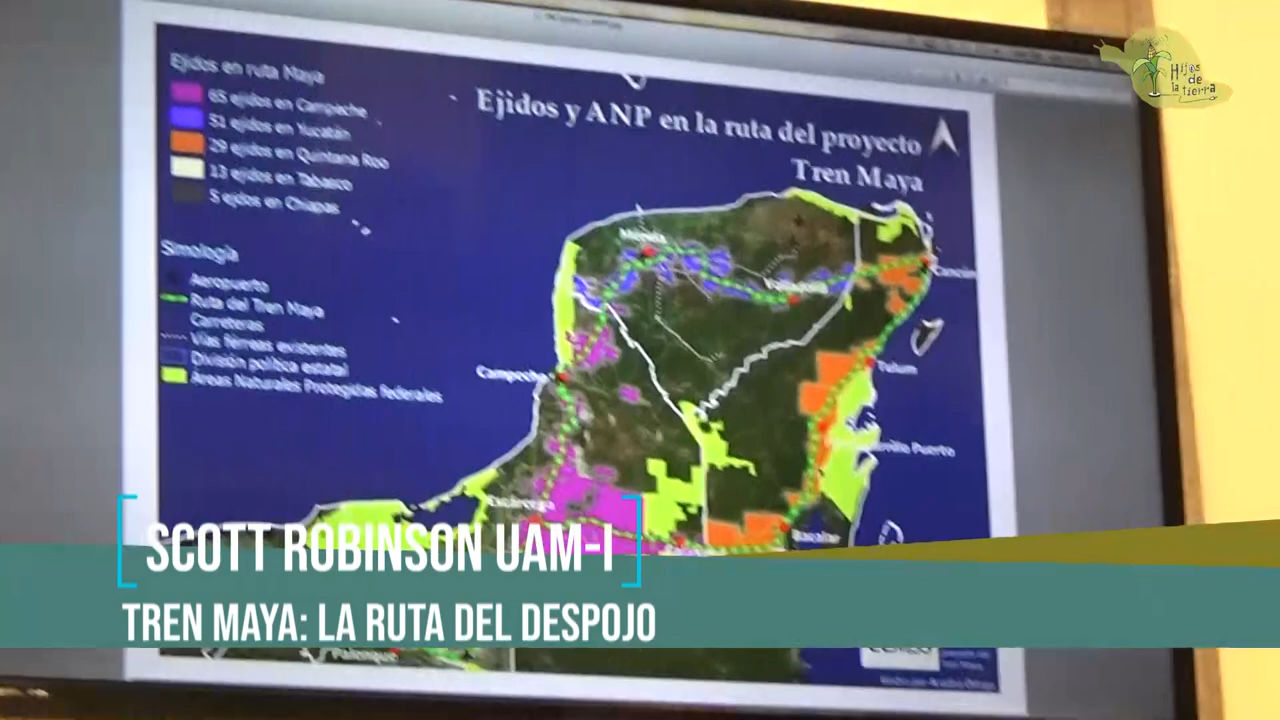 Ejidos en ruta Maya
65 ejidos en Campeche
51 ejidos en Yucatán
29 ejidos en Quintana Roo
13 ejidos en Tabasco
5 ejidos en Chiapas
Simología
Aeropuerto
Ruta del Tren Maya
Carreteras
Vías férreas existentes
División política estatal
Áreas Naturales Protegidas federales
Ejidos y ANP en la ruta del proyecto
Tren Maya
Hijos
de
la tierra
Mérida
Valladolid
Cancún
Campeche
Tulum
Carrillo Puerto
Escárcega
Bacalar
SCOTT ROBINSON UAM-I
TREN MAYA: LA RUTA DEL DESPOJO
Palenque